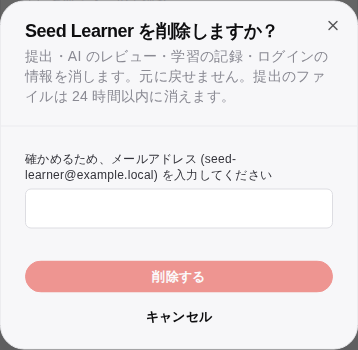 Seed Learner を削除しますか？
提出・AI のレビュー・学習の記録・ログインの
情報を消します。元に戻せません。提出のファ
イルは 24 時間以内に消えます。
確かめるため、メールアドレス (seed-
learner@example.local) を入力してください
削除する
キャンセル